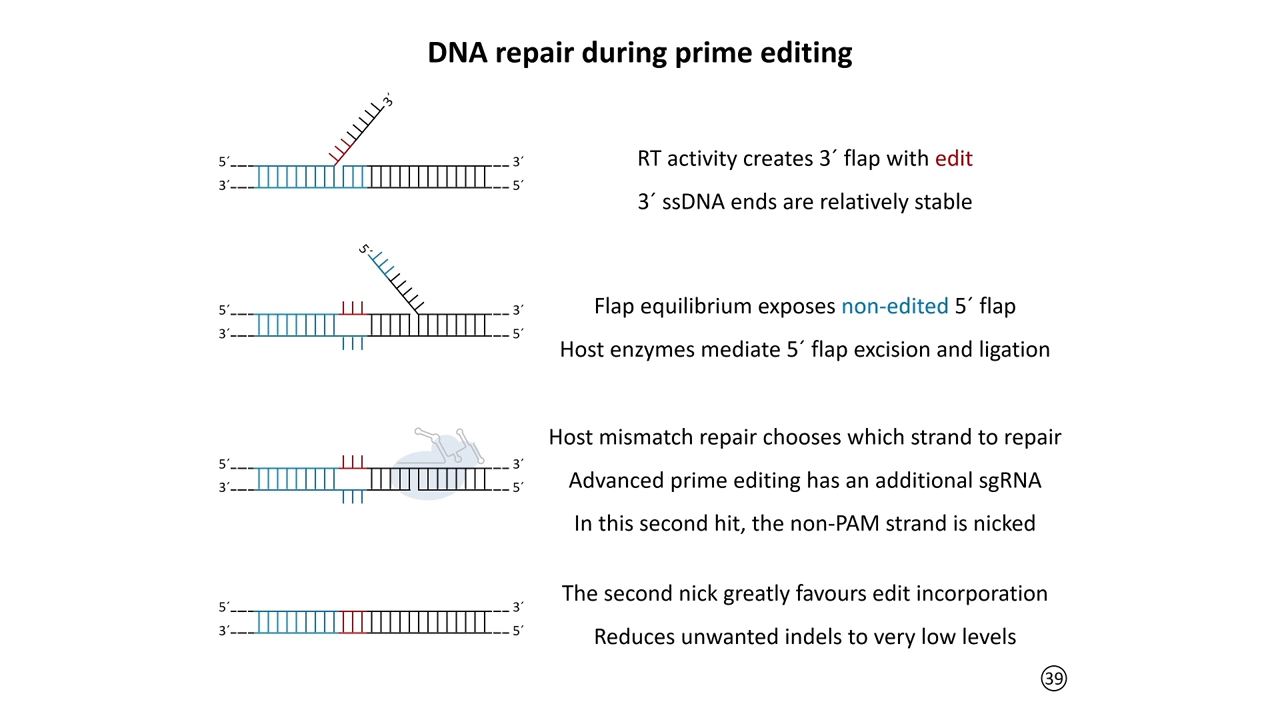 DNA repair during prime editing
3´
5´ 3´
3´ 5´
RT activity creates 3´ flap with edit
3´ ssDNA ends are relatively stable
5´
5´ 3´
3´ 5´
Flap equilibrium exposes non-edited 5´ flap
Host enzymes mediate 5´ flap excision and ligation
5´ 3´
3´ 5´
Host mismatch repair chooses which strand to repair
Advanced prime editing has an additional sgRNA
In this second hit, the non-PAM strand is nicked
5´ 3´
3´ 5´
The second nick greatly favours edit incorporation
Reduces unwanted indels to very low levels
39